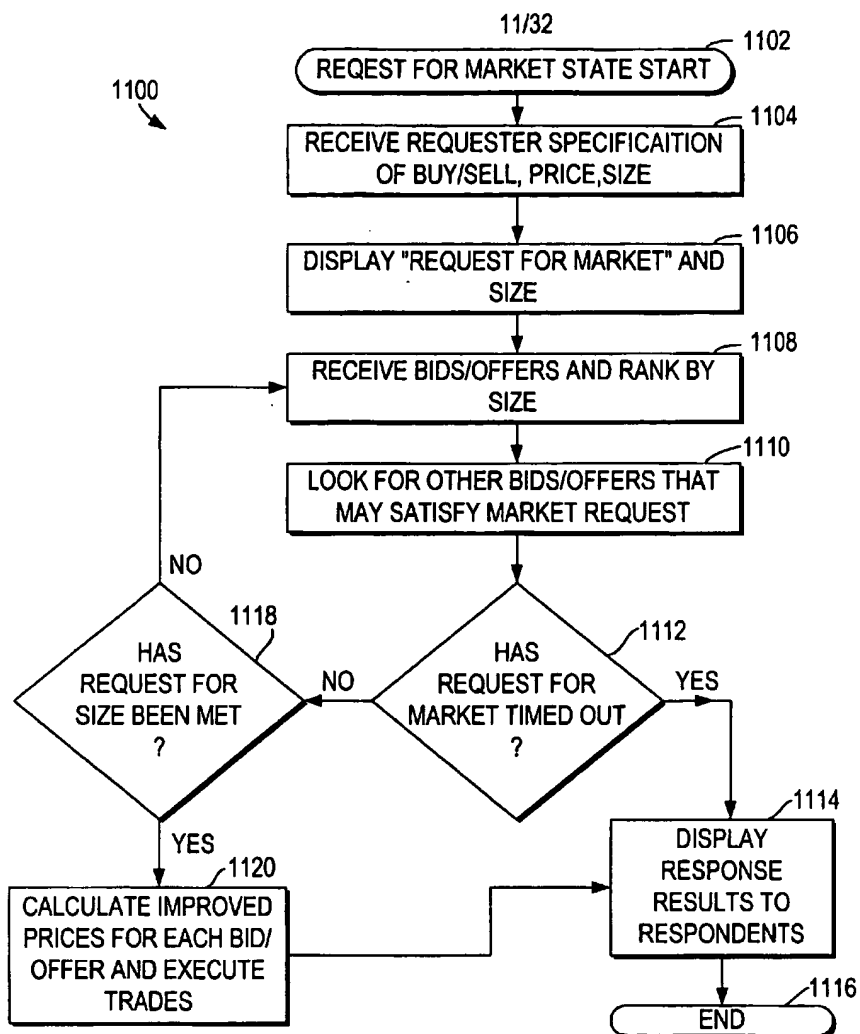 11/32
1102
REQEST FOR MARKET STATE START
1100
1104
RECEIVE REQUESTER SPECIFICAITION
OF BUY/SELL, PRICE,SIZE
1106
DISPLAY "REQUEST FOR MARKET" AND
SIZE
1108
RECEIVE BIDS/OFFERS AND RANK BY
SIZE
1110
LOOK FOR OTHER BIDS/OFFERS THAT
MAY SATISFY MARKET REQUEST
NO
1118
HAS
REQUEST FOR
SIZE BEEN MET
?
NO
1112
HAS
REQUEST FOR
MARKET TIMED OUT
?
YES
YES
1120
CALCULATE IMPROVED
PRICES FOR EACH BID/
OFFER AND EXECUTE
TRADES
1114
DISPLAY
RESPONSE
RESULTS TO
RESPONDENTS
1116
END